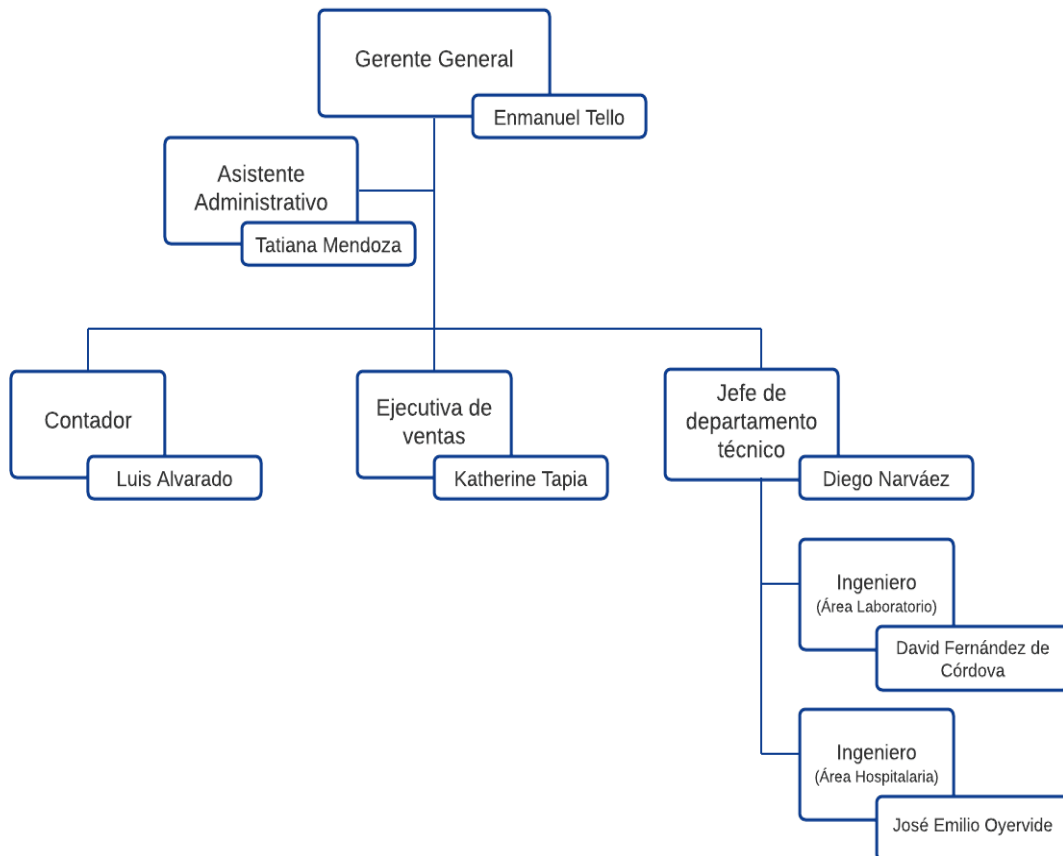 Gerente General
Enmanuel Tello
Asistente
Administrativo
Tatiana Mendoza
Contador
Luis Alvarado
Ejecutiva de
ventas
Katherine Tapia
Jefe de
departamento
técnico
Diego Narváez
Ingeniero
(Área Laboratorio)
David Fernández de
Córdova
Ingeniero
(Área Hospitalaria)
José Emilio Oyervide